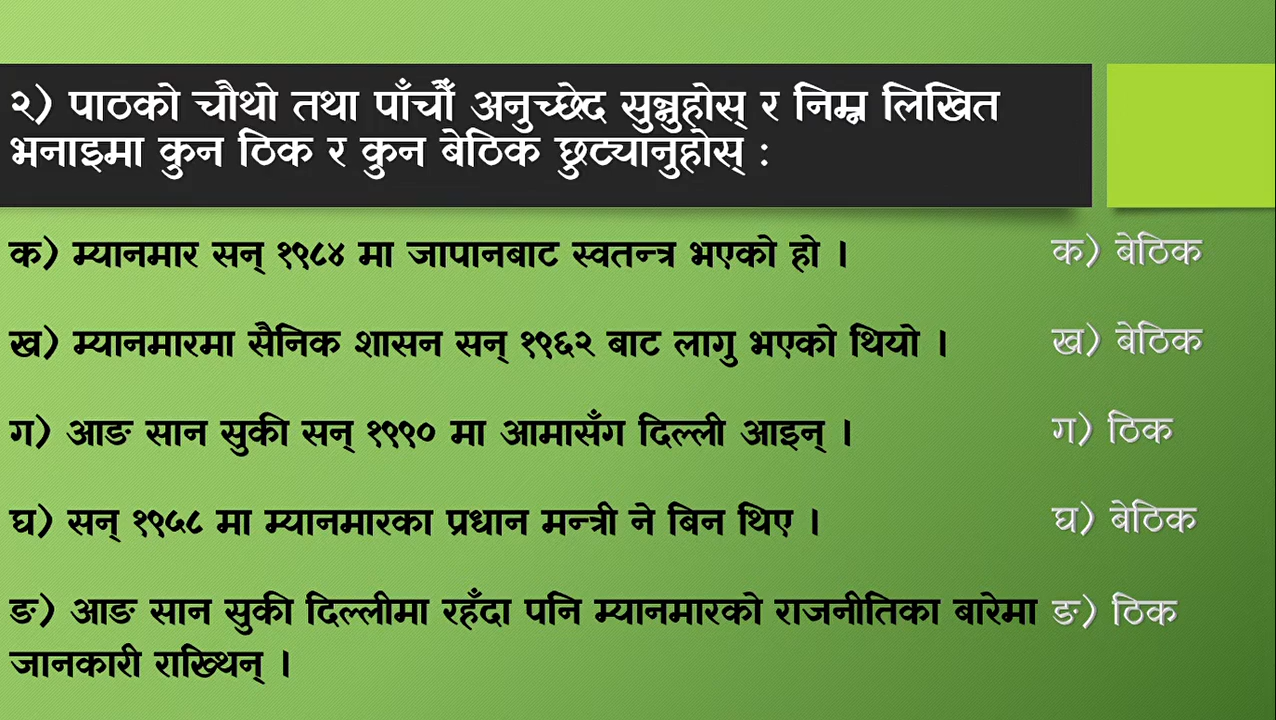 २) पाठको चौथो तथा पाँचौँ अनुच्छेद सुन्नुहोस् र निम्न लिखित
भनाइमा कुन ठिक र कुन बेठिक छुट्यानुहोस् :
क) म्यानमार सन् १९८४ मा जापानबाट स्वतन्त्र भएको हो । क) बेठिक
ख) म्यानमारमा सैनिक शासन सन् १९६२ बाट लागु भएको थियो । ख) बेठिक
ग) आङ सान सुकी सन् १९९० मा आमासँग दिल्ली आइन् । ग) ठिक
घ) सन् १९५८ मा म्यानमारका प्रधान मन्त्री ने बिन थिए । घ) बेठिक
ङ) आङ सान सुकी दिल्लीमा रहँदा पनि म्यानमारको राजनीतिका बारेमा ङ) ठिक
जानकारी राख्थिन् ।